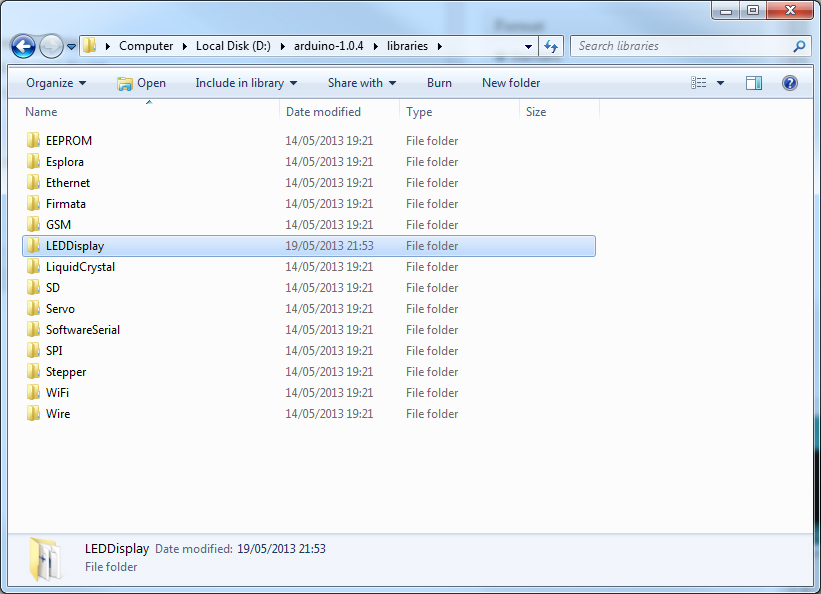 Computer Local Disk (D:) arduino-1.0.4 libraries Search libraries
Organize Open Include in library Share with Burn New folder
Name Date modified Type Size
EEPROM 14/05/2013 19:21 File folder
Esplora 14/05/2013 19:21 File folder
Ethernet 14/05/2013 19:21 File folder
Firmata 14/05/2013 19:21 File folder
GSM 14/05/2013 19:21 File folder
LEDDisplay 19/05/2013 21:53 File folder
LiquidCrystal 14/05/2013 19:21 File folder
SD 14/05/2013 19:21 File folder
Servo 14/05/2013 19:21 File folder
SoftwareSerial 14/05/2013 19:21 File folder
SPI 14/05/2013 19:21 File folder
Stepper 14/05/2013 19:21 File folder
WiFi 14/05/2013 19:21 File folder
Wire 14/05/2013 19:21 File folder
LEDDisplay Date modified: 19/05/2013 21:53
File folder